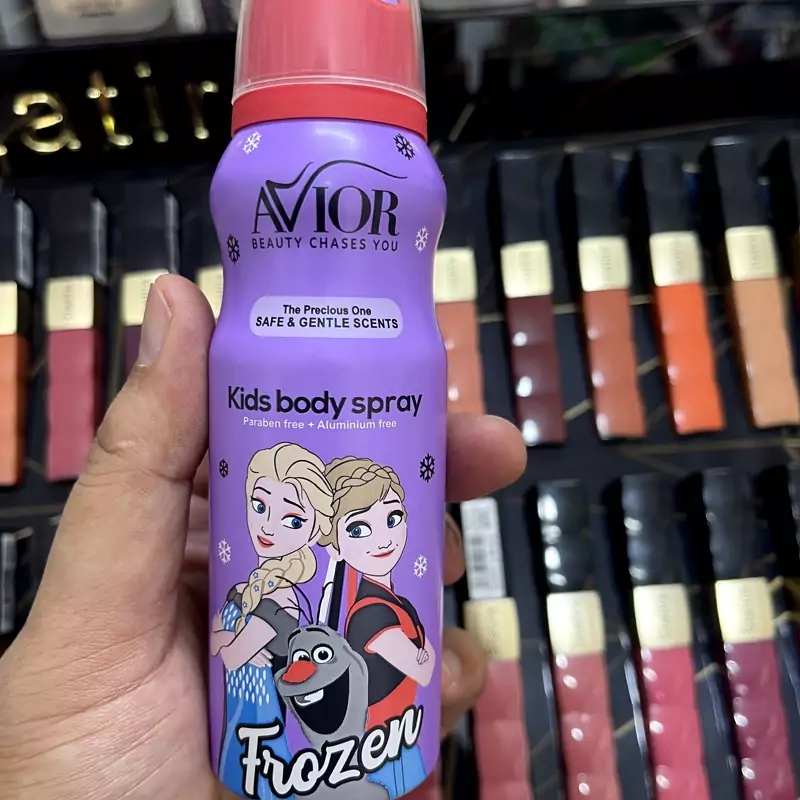 AVIOR
BEAUTY CHASES YOU
The Precious One
SAFE & GENTLE SCENTS
Kids body spray
Paraben free + Aluminium free
Frozen